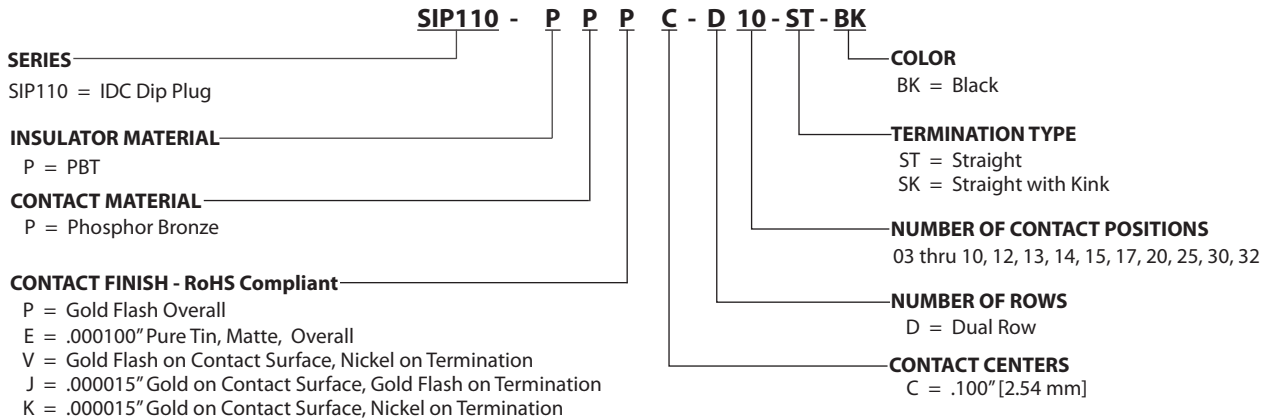 SIP110 - P P P C - D 10 - ST - BK
SERIES
SIP110 = IDC Dip Plug
INSULATOR MATERIAL
P = PBT
CONTACT MATERIAL
P = Phosphor Bronze
CONTACT FINISH - RoHS Compliant
P = Gold Flash Overall
E = .000100" Pure Tin, Matte, Overall
V = Gold Flash on Contact Surface, Nickel on Termination
J = .000015" Gold on Contact Surface, Gold Flash on Termination
K = .000015" Gold on Contact Surface, Nickel on Termination
COLOR
BK = Black
TERMINATION TYPE
ST = Straight
SK = Straight with Kink
NUMBER OF CONTACT POSITIONS
03 thru 10, 12, 13, 14, 15, 17, 20, 25, 30, 32
NUMBER OF ROWS
D = Dual Row
CONTACT CENTERS
C = .100" [2.54 mm]